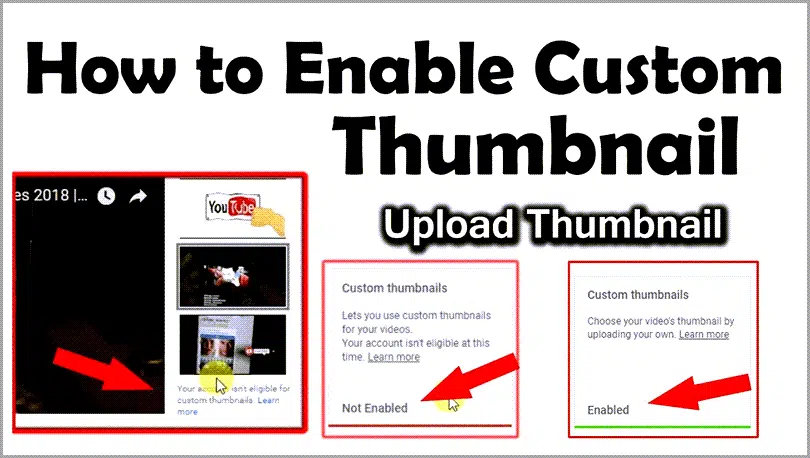 How to Enable Custom
Thumbnail
Upload Thumbnail
es 2018 |...
YouTube
Your account isn't eligible for
custom thumbnails. Learn
more
Custom thumbnails
Lets you use custom thumbnails
for your videos.
Your account isn't eligible at this
time. Learn more
Not Enabled
Custom thumbnails
Choose your video's thumbnail by
uploading your own. Learn more
Enabled